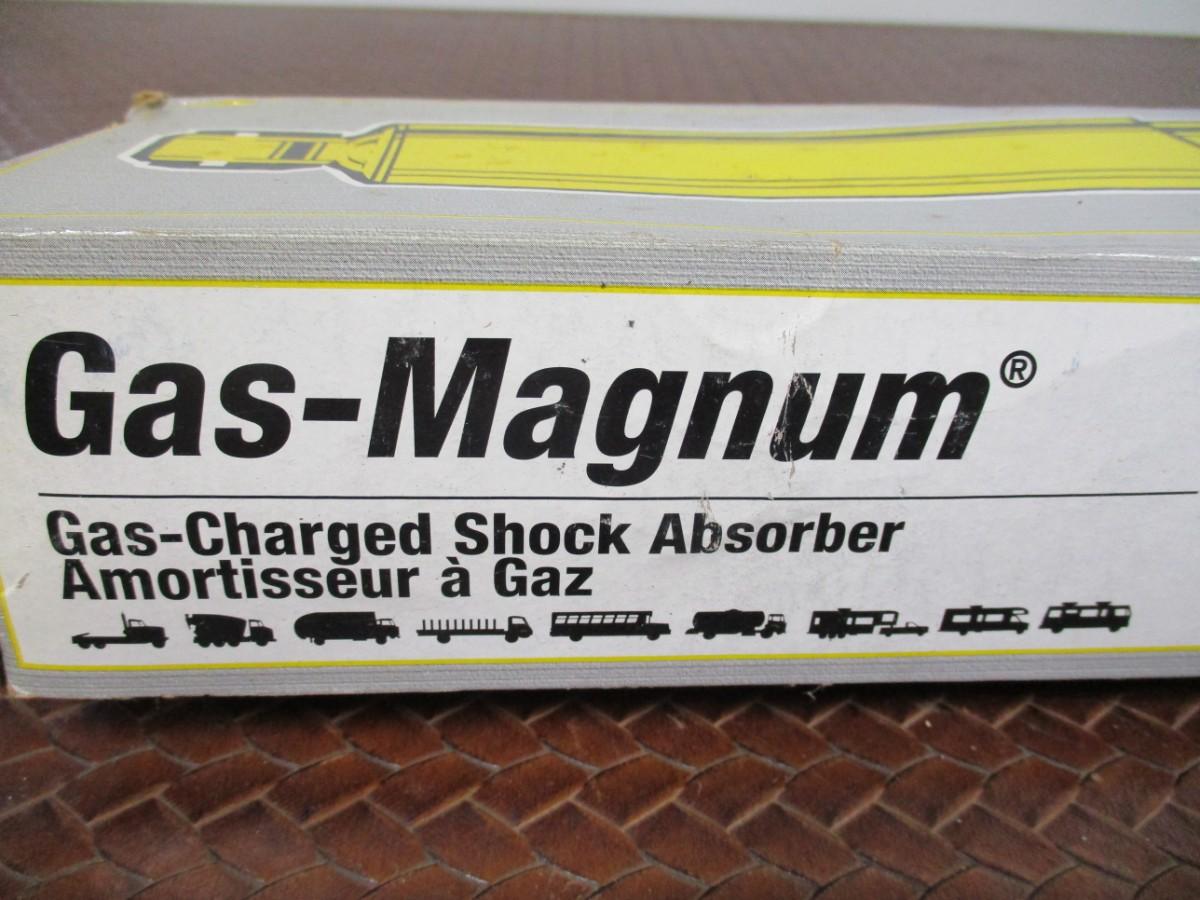 Gas-Magnum®
Gas-Charged Shock Absorber
Amortisseur à Gaz